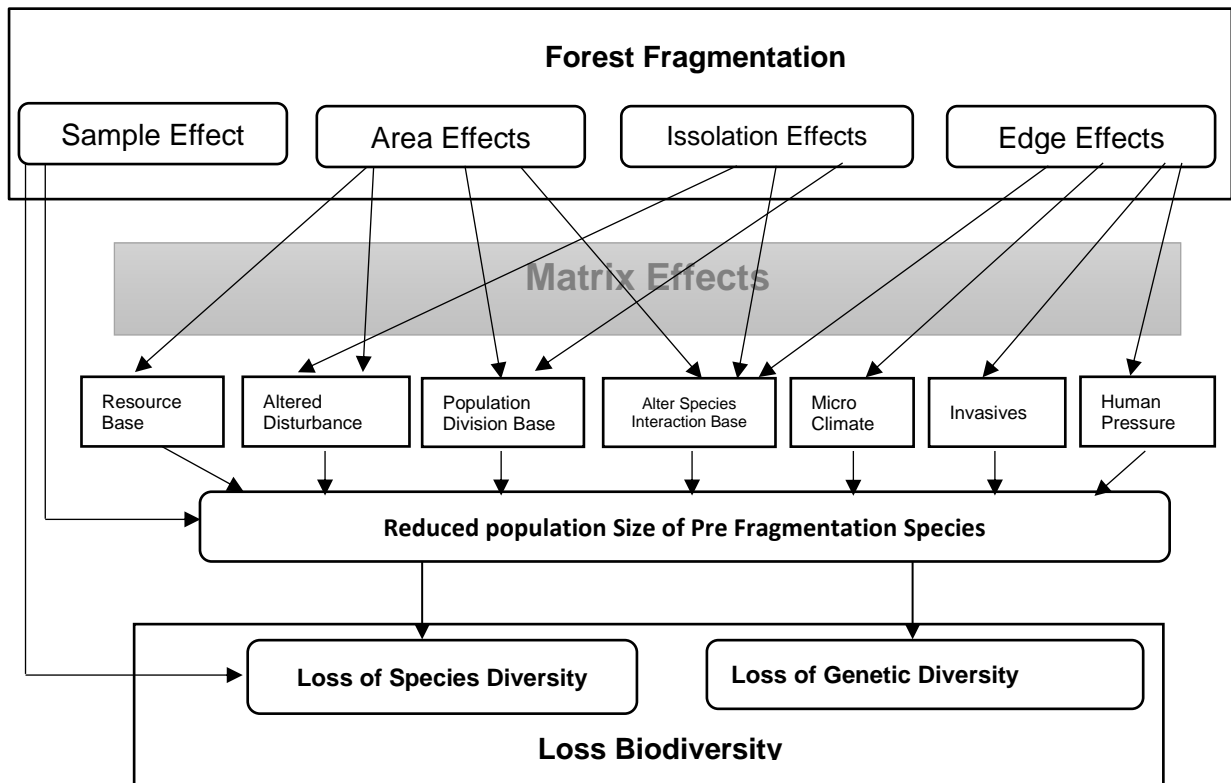 Forest Fragmentation
Sample Effect
Area Effects
Issolation Effects
Edge Effects
Matrix Effects
Resource
Base
Altered
Disturbance
Population
Division Base
Alter Species
Interaction Base
Micro
Climate
Invasives
Human
Pressure
Reduced population Size of Pre Fragmentation Species
Loss of Species Diversity
Loss of Genetic Diversity
Loss Biodiversity